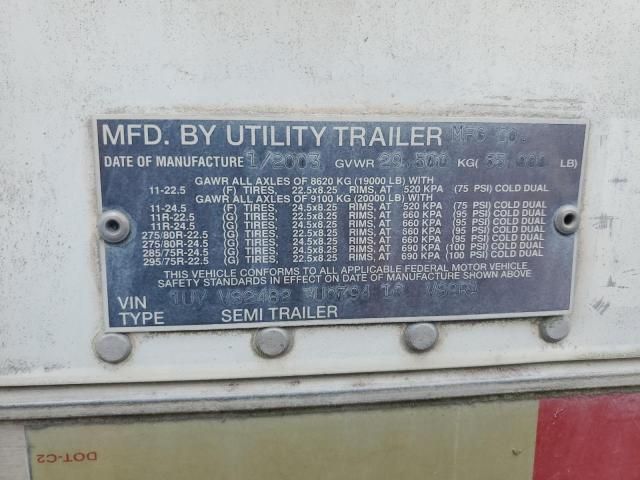 MFD. BY UTILITY TRAILER MFG CO.
DATE OF MANUFACTURE 1/2003 GVWR 29,500 KG( LB)
GAWR ALL AXLES OF 8620 KG (19000 LB) WITH
11-22.5 (F) TIRES, 22.5x8.25 RIMS, AT 520 KPA (75 PSI) COLD DUAL
GAWR ALL AXLES OF 9100 KG (20000 LB) WITH
11-24.5 (F) TIRES, 24.5x8.25 RIMS, AT 520 KPA (75 PSI) COLD DUAL
11R-22.5 (G) TIRES, 22.5x8.25 RIMS, AT 660 KPA (95 PSI) COLD DUAL
11R-24.5 (G) TIRES, 24.5x8.25 RIMS, AT 660 KPA (95 PSI) COLD DUAL
275/80R-22.5 (G) TIRES, 22.5x8.25 RIMS, AT 660 KPA (95 PSI) COLD DUAL
275/80R-24.5 (G) TIRES, 24.5x8.25 RIMS, AT 660 KPA (95 PSI) COLD DUAL
285/75R-24.5 (G) TIRES, 24.5x8.25 RIMS, AT 690 KPA (100 PSI) COLD DUAL
295/75R-22.5 (G) TIRES, 22.5x8.25 RIMS, AT 690 KPA (100 PSI) COLD DUAL
THIS VEHICLE CONFORMS TO ALL APPLICABLE FEDERAL MOTOR VEHICLE
SAFETY STANDARDS IN EFFECT ON DATE OF MANUFACTURE SHOWN ABOVE
VIN 1UY
TYPE SEMI TRAILER
DOT-C2